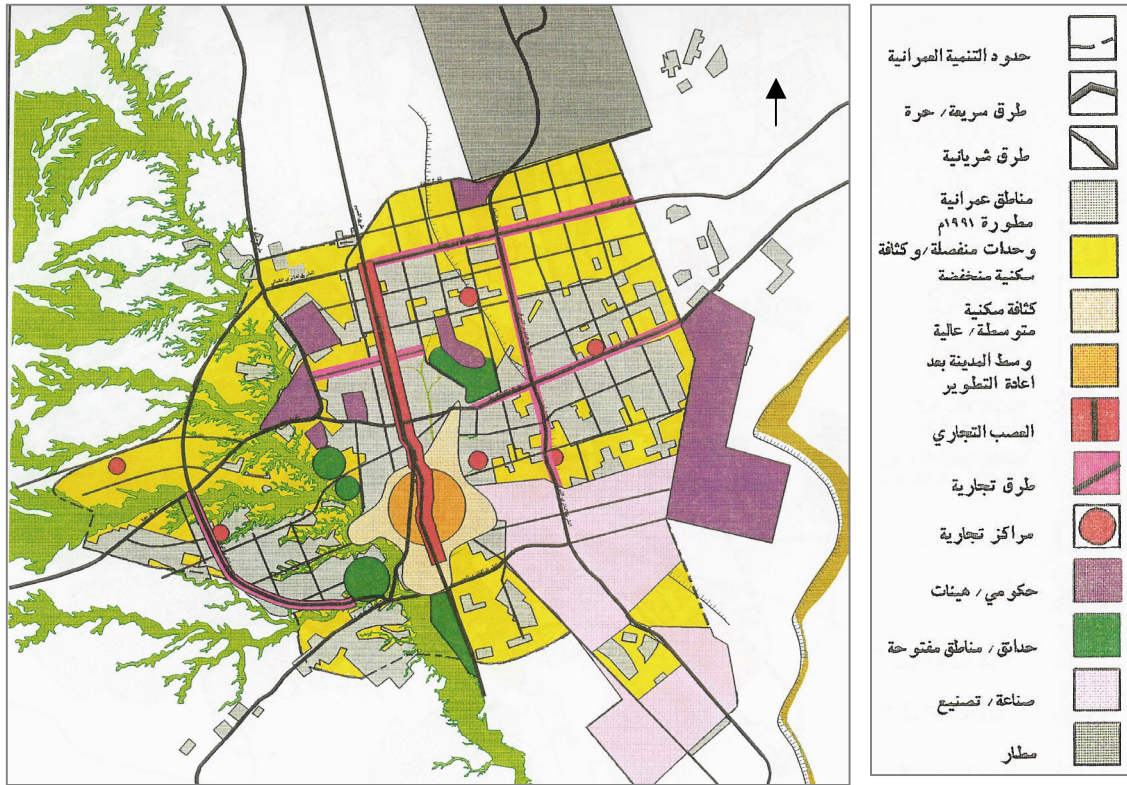 حدود التنمية العمرانية
طرق سريعة / حرة
طرق شريانية
مناطق عمرانية
مطورة ١٩٩١م
وحدات منفصلة / وكثافة
سكنية منخفضة
كثافة سكنية
متوسطة / عالية
وسط المدينة بعد
اعادة التطوير
العصب التجاري
طرق تجارية
مراكز تجارية
حكومي / هيئات
حدائق / مناطق مفتوحة
صناعة / تصنيع
مطار